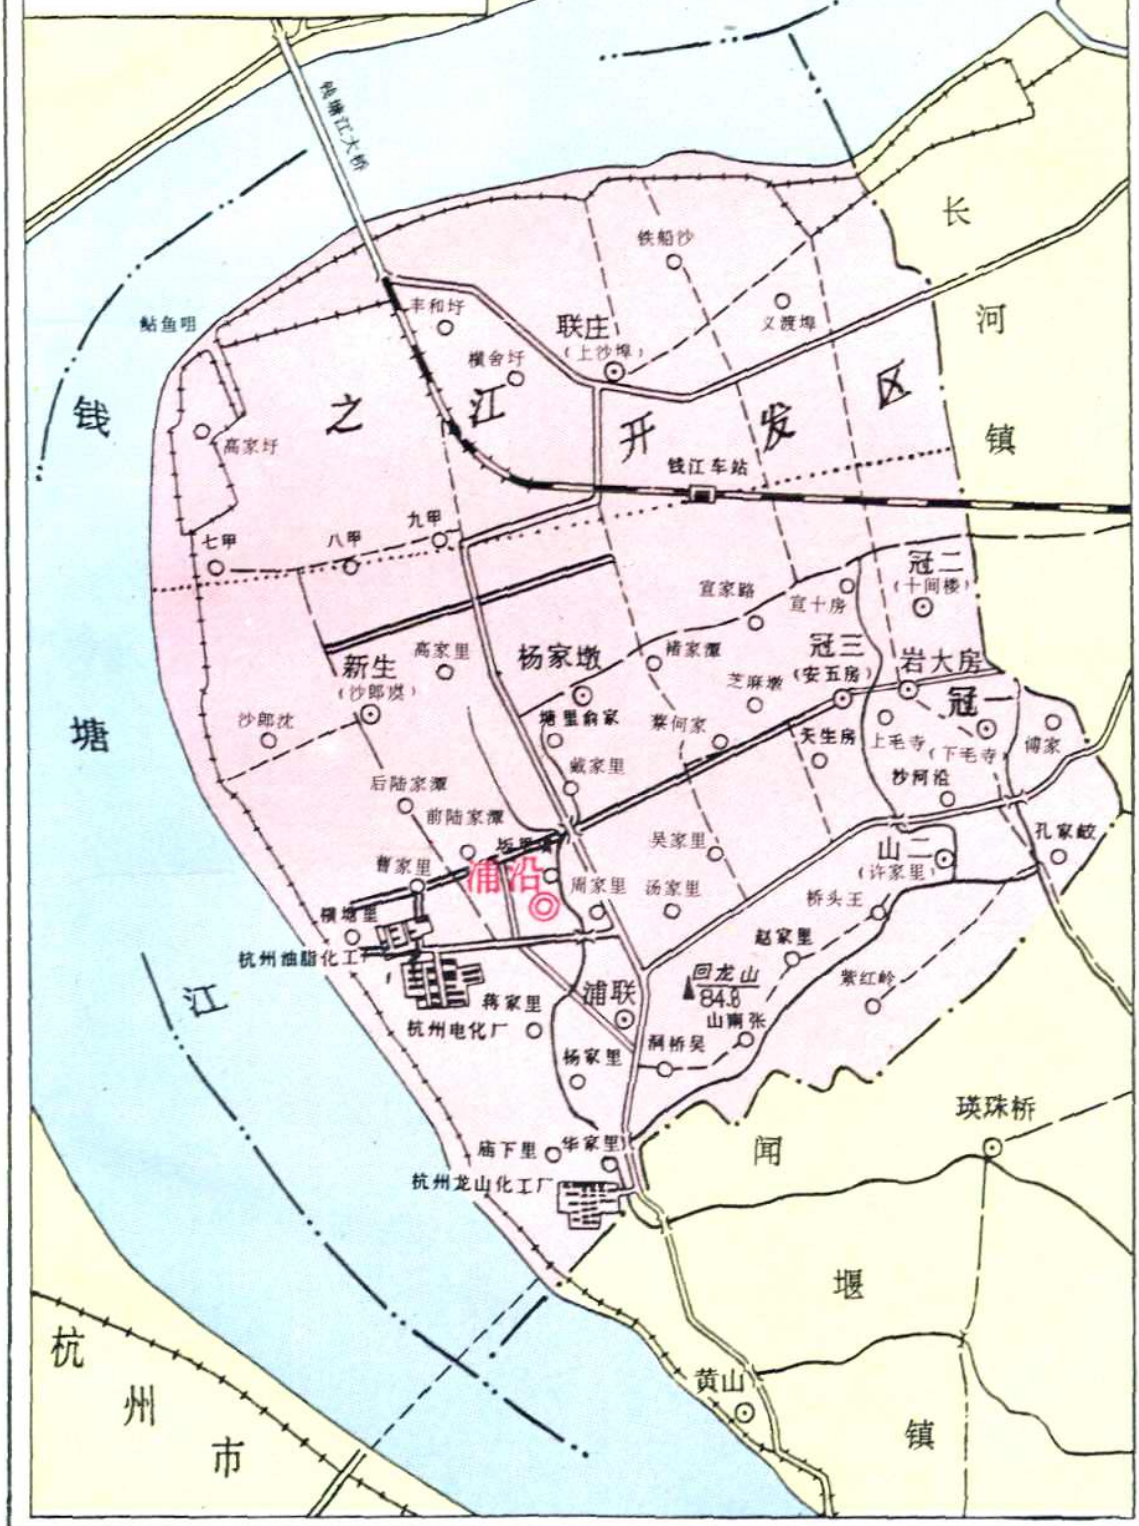 钱塘江大桥
长河镇
铁船沙
丰和圩
联庄
(上沙埠)
义渡埠
鲇鱼咀
横舍圩
钱塘江
之江开发区
高家圩
钱江车站
九甲
七甲
八甲
冠二
(十间楼)
宣家路
宣十房
新生
高家里
杨家墩
褚家潭
冠三
(安五房)
岩大房
芝麻墩
冠一
沙郎沈
塘里俞家
蔡何家
天生房
上毛寺
(下毛寺)
傅家
戴家里
后陆家潭
沙河沿
前陆家潭
吴家里
山二
(许家里)
孔家𡒄
曹家里
浦沿
周家里
汤家里
桥头王
横塘里
赵家里
杭州油脂化工厂
回龙山
84.8
紫红岭
蒋家里
浦联
山南张
杭州电化厂
涧桥吴
杨家里
瑛珠桥
闻堰镇
庙下里
华家里
杭州龙山化工厂
杭州市
黄山